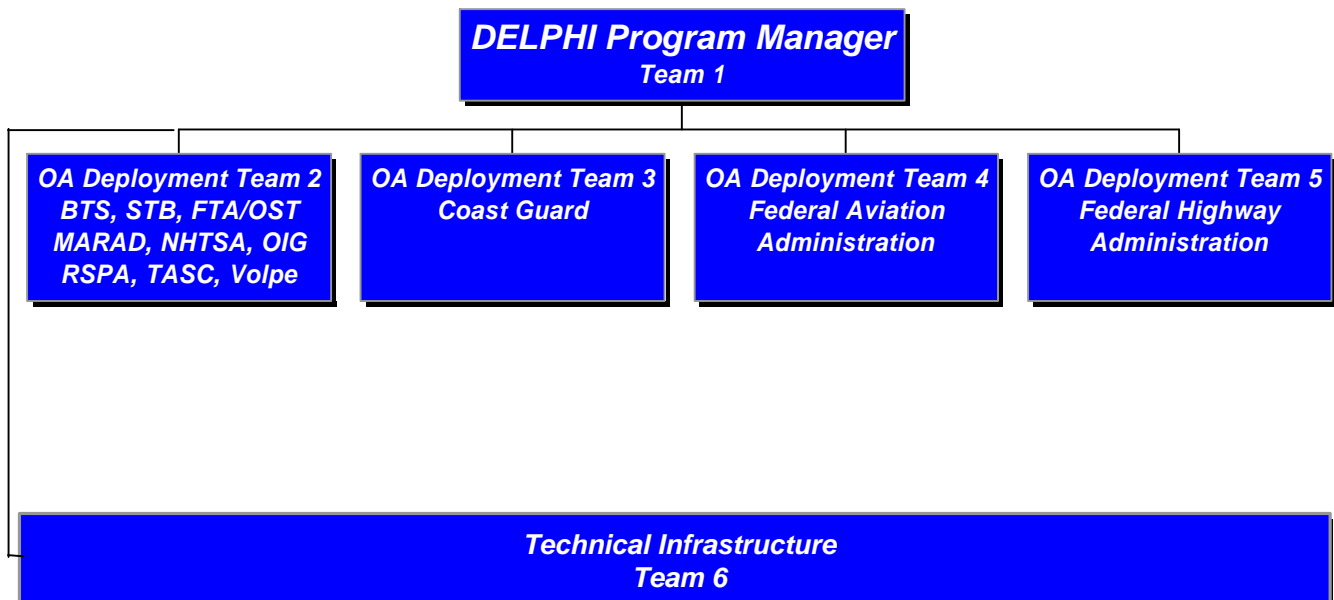 DELPHI Program Manager
Team 1
OA Deployment Team 2
BTS, STB, FTA/OST
MARAD, NHTSA, OIG
RSPA, TASC, Volpe
OA Deployment Team 3
Coast Guard
OA Deployment Team 4
Federal Aviation
Administration
OA Deployment Team 5
Federal Highway
Administration
Technical Infrastructure
Team 6